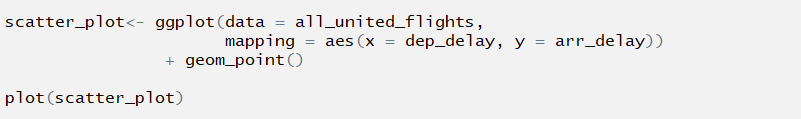 scatter_plot<- ggplot(data = all_united_flights,
                      mapping = aes(x = dep_delay, y = arr_delay))
                + geom_point()

plot(scatter_plot)